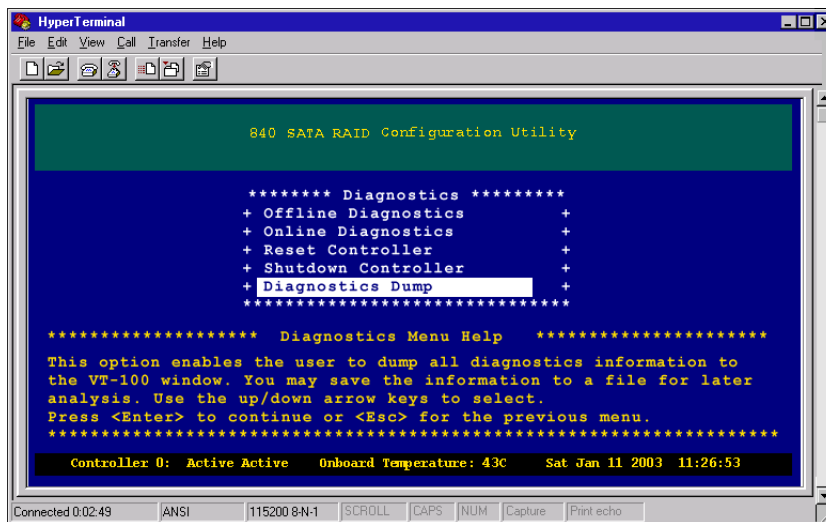 HyperTerminal
File Edit View Call Transfer Help
840 SATA RAID Configuration Utility
******** Diagnostics *********
+ Offline Diagnostics +
+ Online Diagnostics +
+ Reset Controller +
+ Shutdown Controller +
+ Diagnostics Dump +
*******************************
******************** Diagnostics Menu Help **********************
This option enables the user to dump all diagnostics information to
the VT-100 window. You may save the information to a file for later
analysis. Use the up/down arrow keys to select.
Press <Enter> to continue or <Esc> for the previous menu.
**********************************************************************
Controller 0: Active Active Onboard Temperature: 43C Sat Jan 11 2003 11:26:53
Connected 0:02:49 ANSI 115200 8-N-1 SCROLL CAPS NUM Capture Print echo